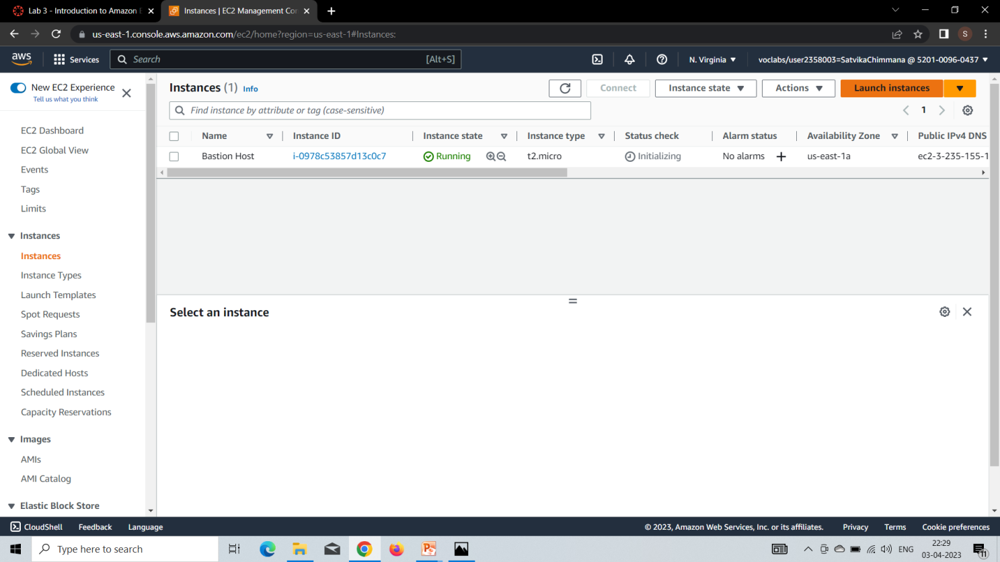 Lab 3 - Introduction to Amazon E
Instances | EC2 Management Con
us-east-1.console.aws.amazon.com/ec2/home?region=us-east-1#Instances:
S
aws
Services
Search
[Alt+S]
N. Virginia
voclabs/user2358003=SatvikaChimmana @ 5201-0096-0437
New EC2 Experience
Tell us what you think
EC2 Dashboard
EC2 Global View
Events
Tags
Limits
Instances
Instances
Instance Types
Launch Templates
Spot Requests
Savings Plans
Reserved Instances
Dedicated Hosts
Scheduled Instances
Capacity Reservations
Images
AMIs
AMI Catalog
Elastic Block Store
Instances (1) Info
Connect
Instance state
Actions
Launch instances
Find instance by attribute or tag (case-sensitive)
1
Name Instance ID Instance state Instance type Status check Alarm status Availability Zone Public IPv4 DNS
Bastion Host i-0978c53857d13c0c7 Running t2.micro Initializing No alarms us-east-1a ec2-3-235-155-1
Select an instance
CloudShell Feedback Language © 2023, Amazon Web Services, Inc. or its affiliates. Privacy Terms Cookie preferences
Type here to search
ENG
22:29
03-04-2023
11